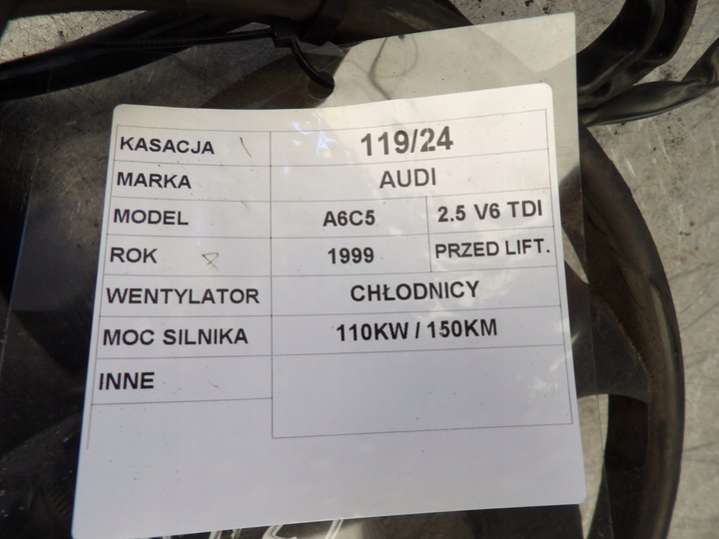 KASACJA 119/24
MARKA AUDI
MODEL A6C5 2.5 V6 TDI
ROK 1999 PRZED LIFT.
WENTYLATOR CHŁODNICY
MOC SILNIKA 110KW / 150KM
INNE